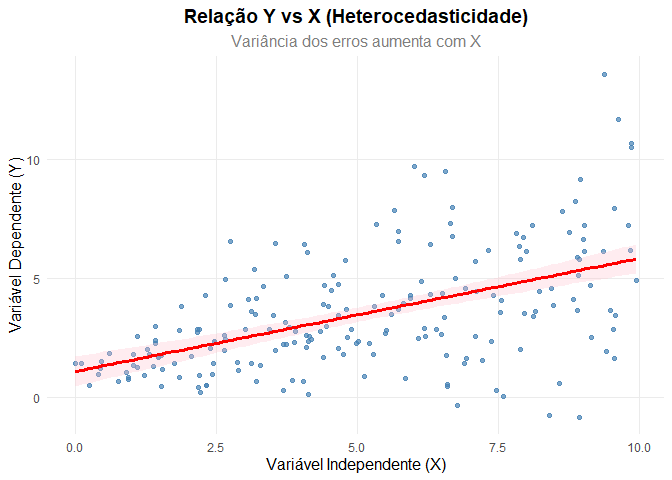 Relação Y vs X (Heterocedasticidade)
Variância dos erros aumenta com X
Variável Dependente (Y)
10
5
0
0.0
2.5
5.0
7.5
10.0
Variável Independente (X)